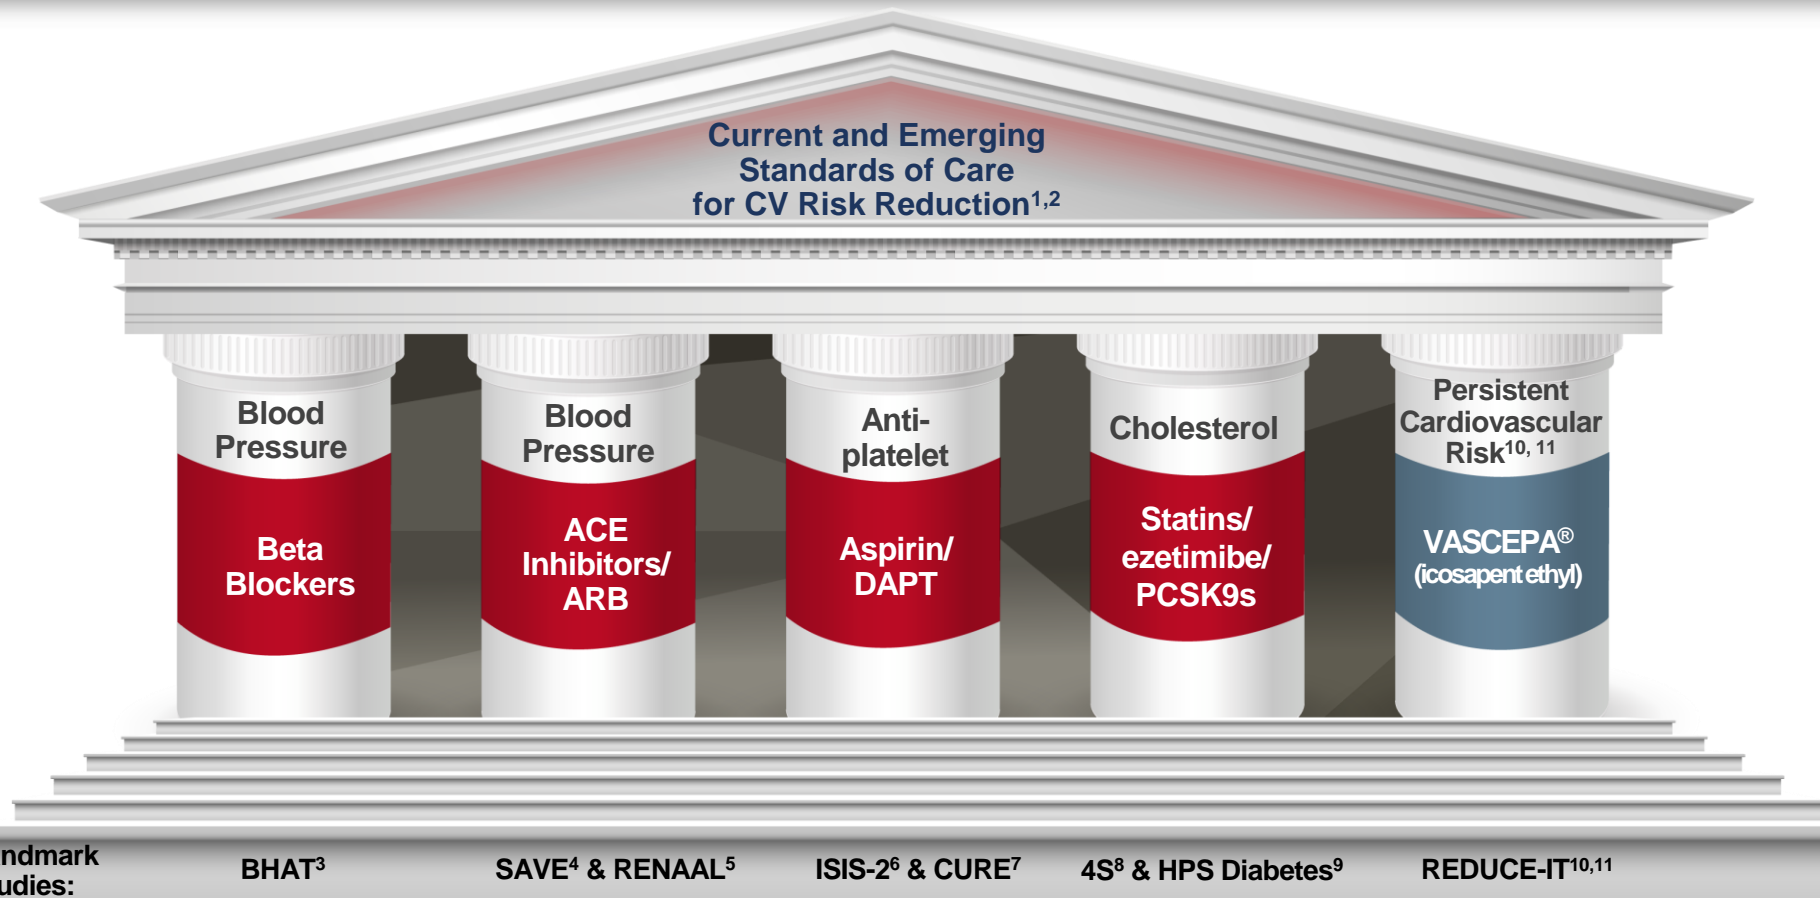 Current and Emerging
Standards of Care
for CV Risk Reduction1,2
Blood
Pressure
Beta
Blockers
Blood
Pressure
ACE
Inhibitors/
ARB
Anti-
platelet
Aspirin/
DAPT
Cholesterol
Statins/
ezetimibe/
PCSK9s
Persistent
Cardiovascular
Risk10, 11
VASCEPA®
(icosapent ethyl)
ndmark
udies:
BHAT3
SAVE4 & RENAAL5
ISIS-26 & CURE7
4S8 & HPS Diabetes9
REDUCE-IT10,11